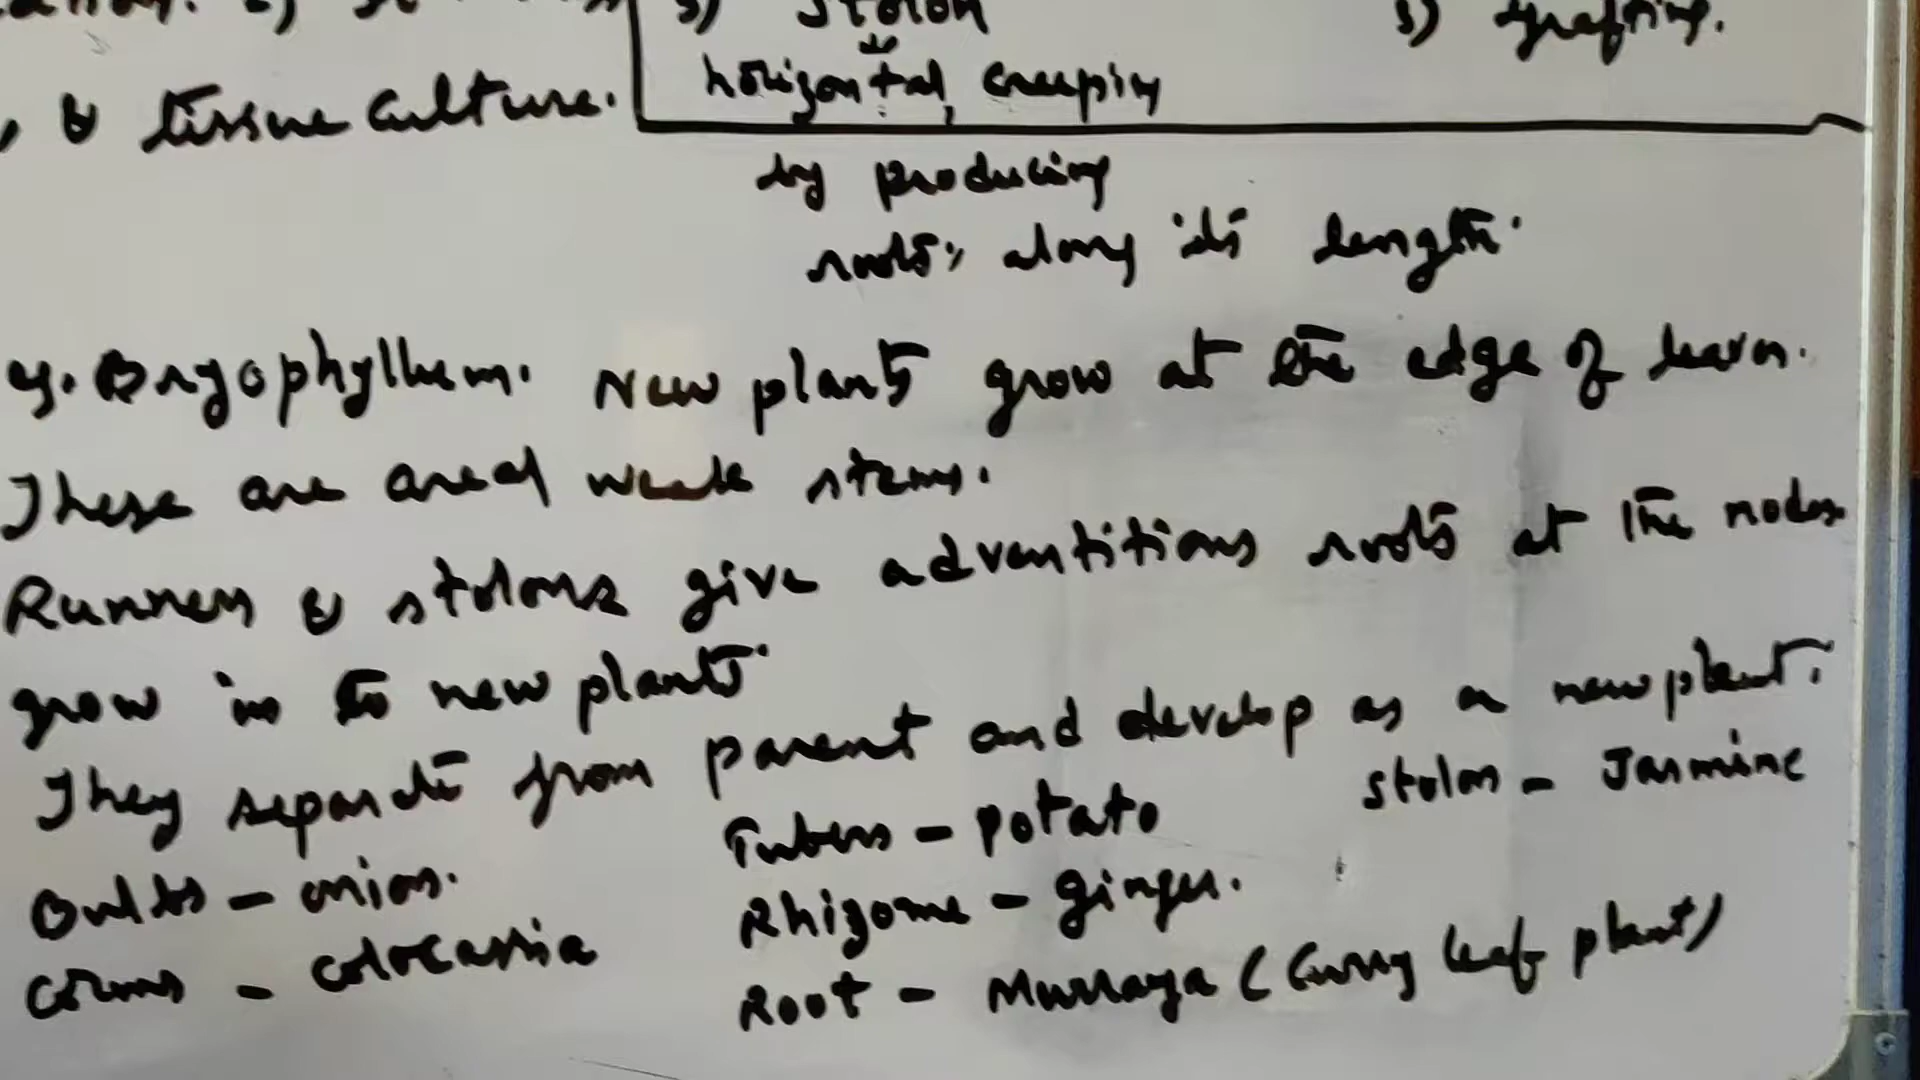 3) Stolon
3) grafting.
horizontal, creeping
, & tissue culture.
by producing
roots, along its length.
eg. Bryophyllum. New plants grow at the edge of leaves.
These are areal weak stems.
Runners & stolons give adventitious roots at the nodes
grow in to new plants.
They separate from parent and develop as a new plant.
Tubers - potato
stolon - Jasmine
Bulbs - onion.
Rhizome - ginger.
corms - colocassia
Root - Murraya (Curry leaf plant)